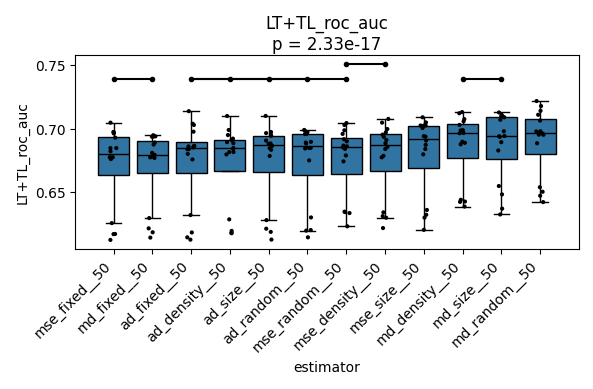 LT+TL_roc_auc
p = 2.33e-17
LT+TL_roc_auc
0.75
0.70
0.65
mse_fixed__50
md_fixed__50
ad_fixed__50
ad_density__50
ad_size__50
ad_random__50
mse_random__50
mse_density__50
mse_size__50
md_density__50
md_size__50
md_random__50
estimator